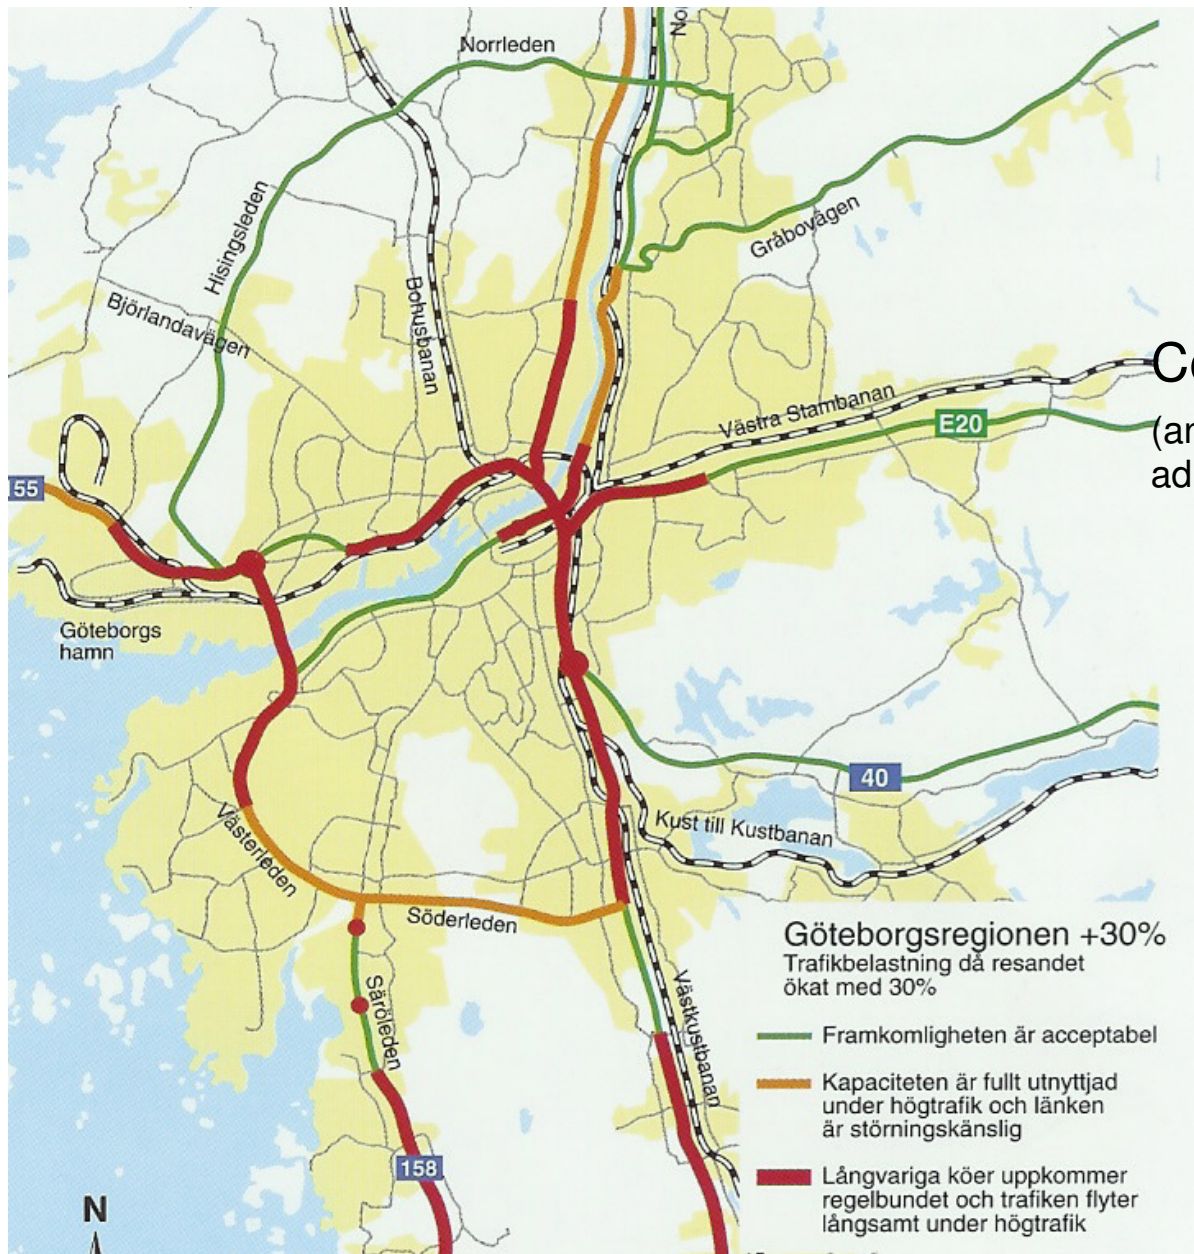 Norrleden
Hisingsleden
Gråbovägen
Björlandavägen
Bohusbanan
Västra Stambanan
E20
55
Göteborgs
hamn
40
Kust till Kustbanan
Västerleden
Söderleden
Säröleden
Västkustbanan
158
N
Göteborgsregionen +30%
Trafikbelastning då resandet
ökat med 30%
Framkomligheten är acceptabel
Kapaciteten är fullt utnyttjad
under högtrafik och länken
är störningskänslig
Långvariga köer uppkommer
regelbundet och trafiken flyter
långsamt under högtrafik